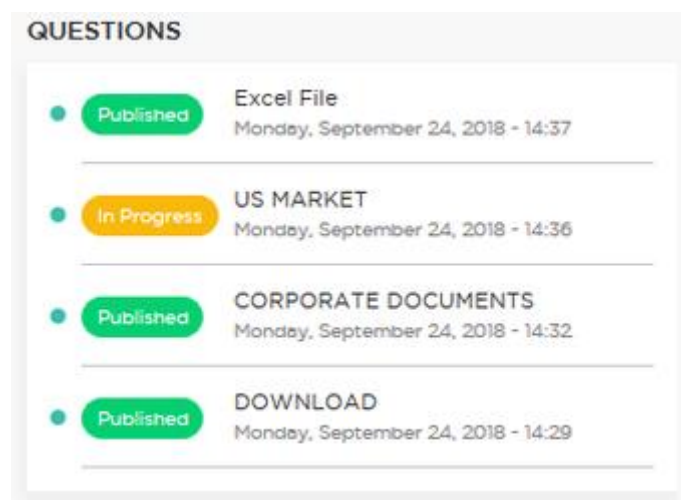 QUESTIONS
Published
Excel File
Monday, September 24, 2018 - 14:37
In Progress
US MARKET
Monday, September 24, 2018 - 14:36
Published
CORPORATE DOCUMENTS
Monday, September 24, 2018 - 14:32
Published
DOWNLOAD
Monday, September 24, 2018 - 14:29